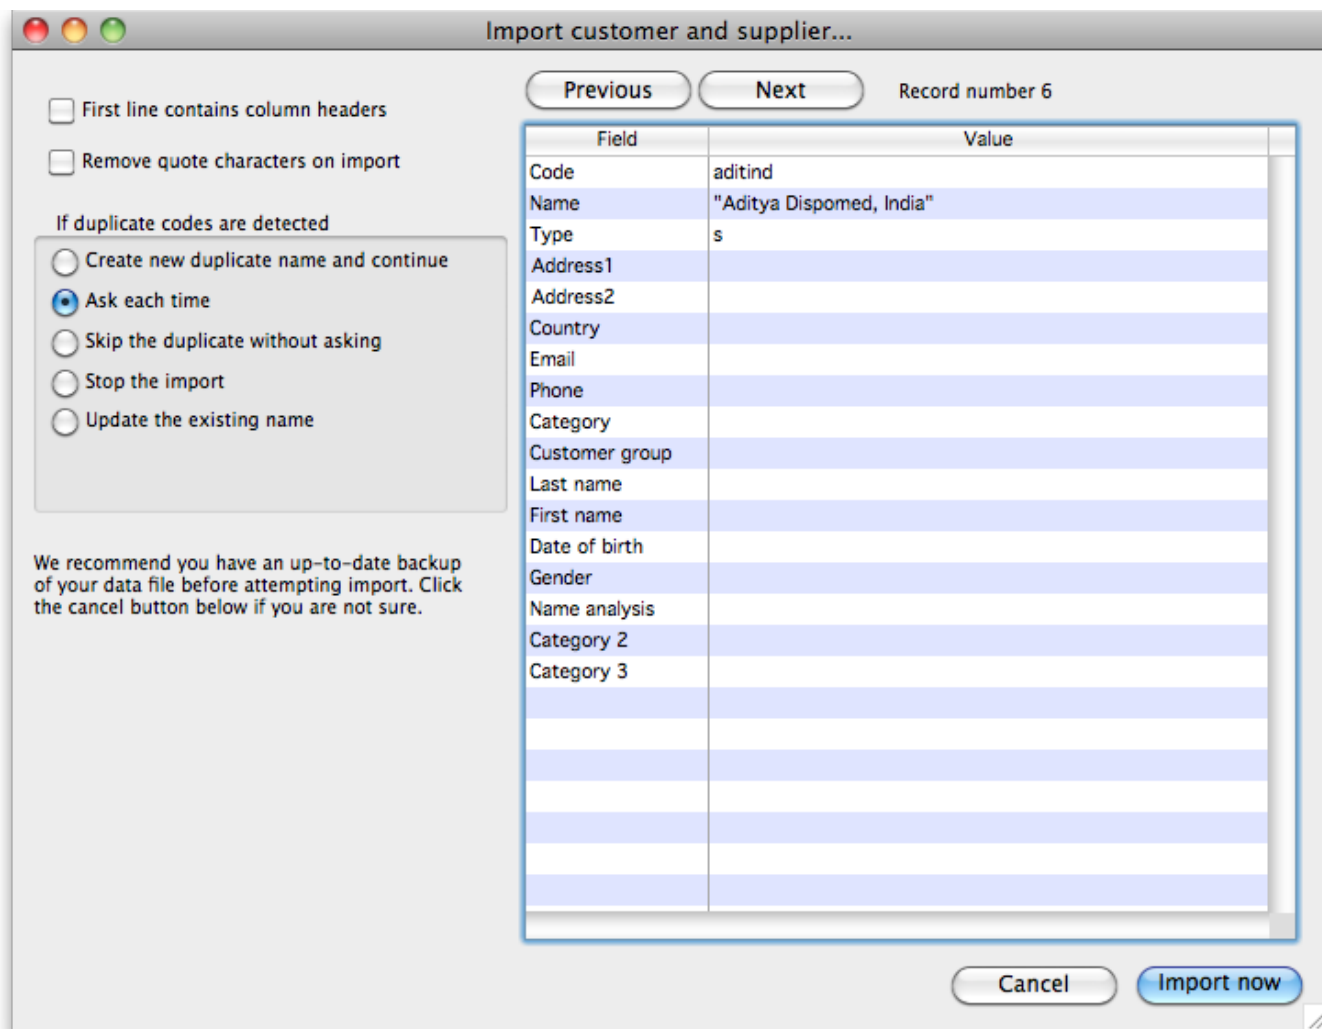 Import customer and supplier...
First line contains column headers
Remove quote characters on import
If duplicate codes are detected
Create new duplicate name and continue
Ask each time
Skip the duplicate without asking
Stop the import
Update the existing name
We recommend you have an up-to-date backup
of your data file before attempting import. Click
the cancel button below if you are not sure.
Previous Next Record number 6
Field Value
Code aditind
Name "Aditya Dispomed, India"
Type s
Address1
Address2
Country
Email
Phone
Category
Customer group
Last name
First name
Date of birth
Gender
Name analysis
Category 2
Category 3
Cancel Import now